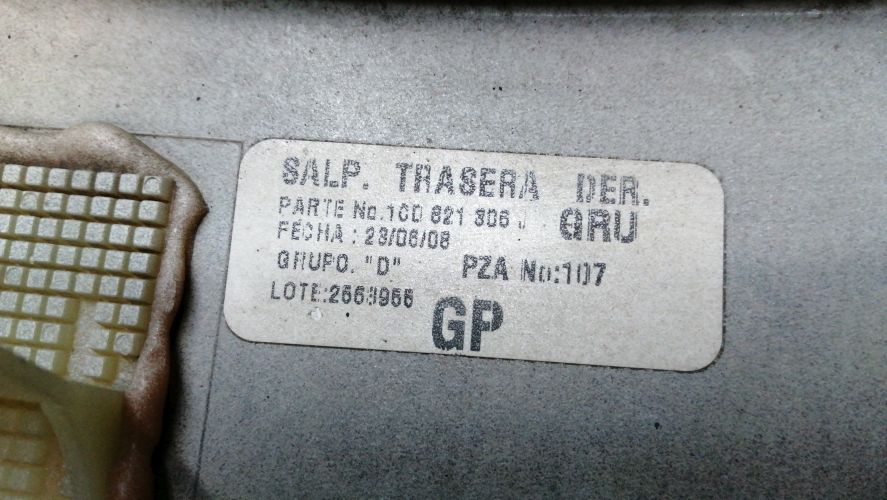 SALP. TRASERA DER.
PARTE No.1C0 821 806 J GRU
FECHA : 23/06/08
GRUPO. "D" PZA No:107
LOTE:2663966
GP